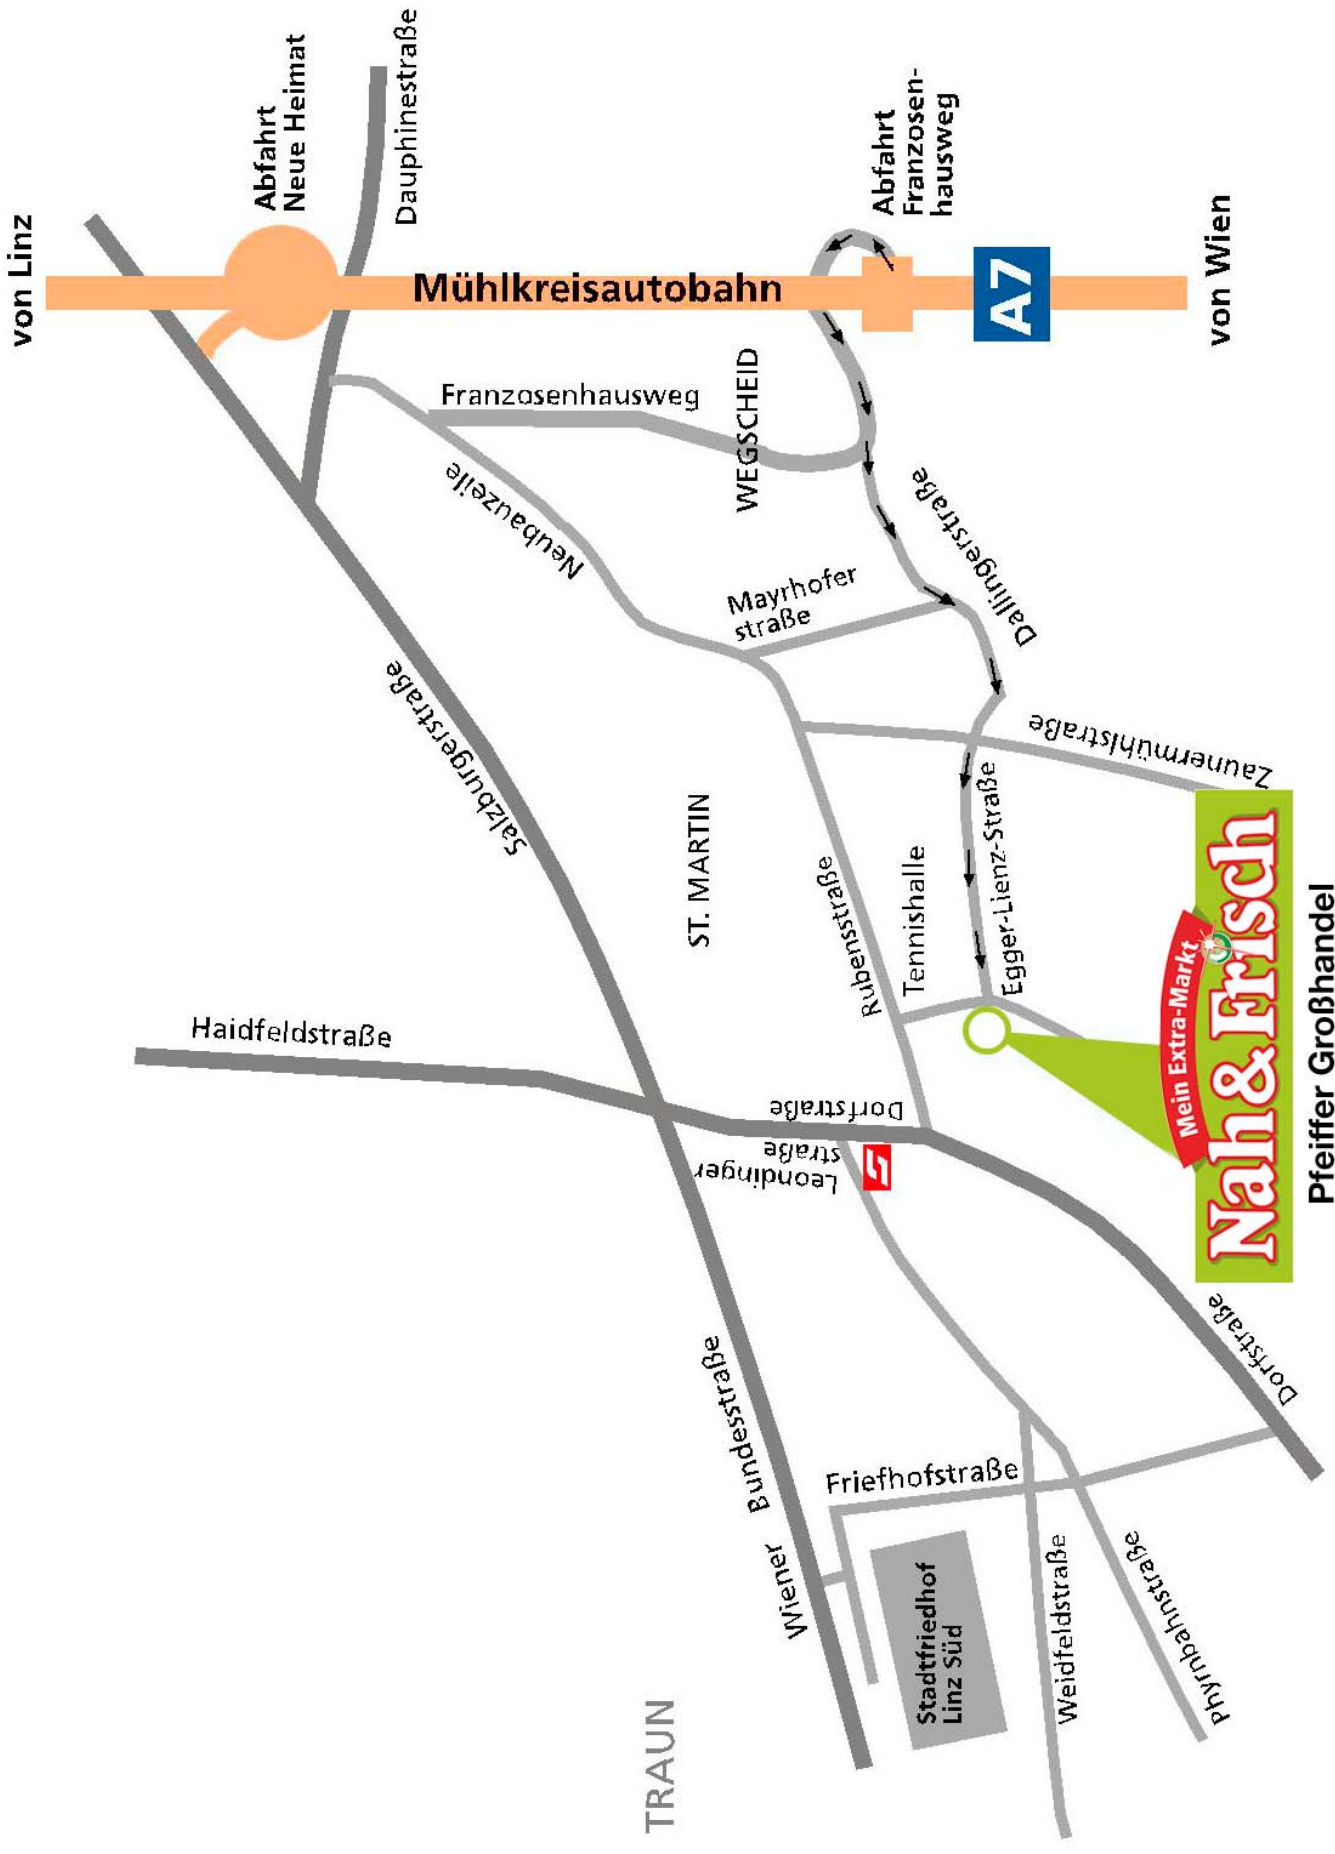 von Linz
Abfahrt
Neue Heimat
Dauphinestraße
Mühlkreisautobahn
Abfahrt
Franzosen-
hausweg
A7
von Wien
Franzosenhausweg
WEGSCHEID
Neubauzeile
Mayrhofer
straße
Dallingerstraße
Salzburgerstraße
Zaunermühlstraße
ST. MARTIN
Rubensstraße
Tennishalle
Egger-Lienz-Straße
Haidfeldstraße
Dorfstraße
Leondinger
straße
Mein Extra-Markt
Nah&Frisch
Pfeiffer Großhandel
Dorfstraße
Wiener Bundesstraße
Friefhofstraße
Stadtfriedhof
Linz Süd
Weidfeldstraße
Phyrnbahnstraße
TRAUN